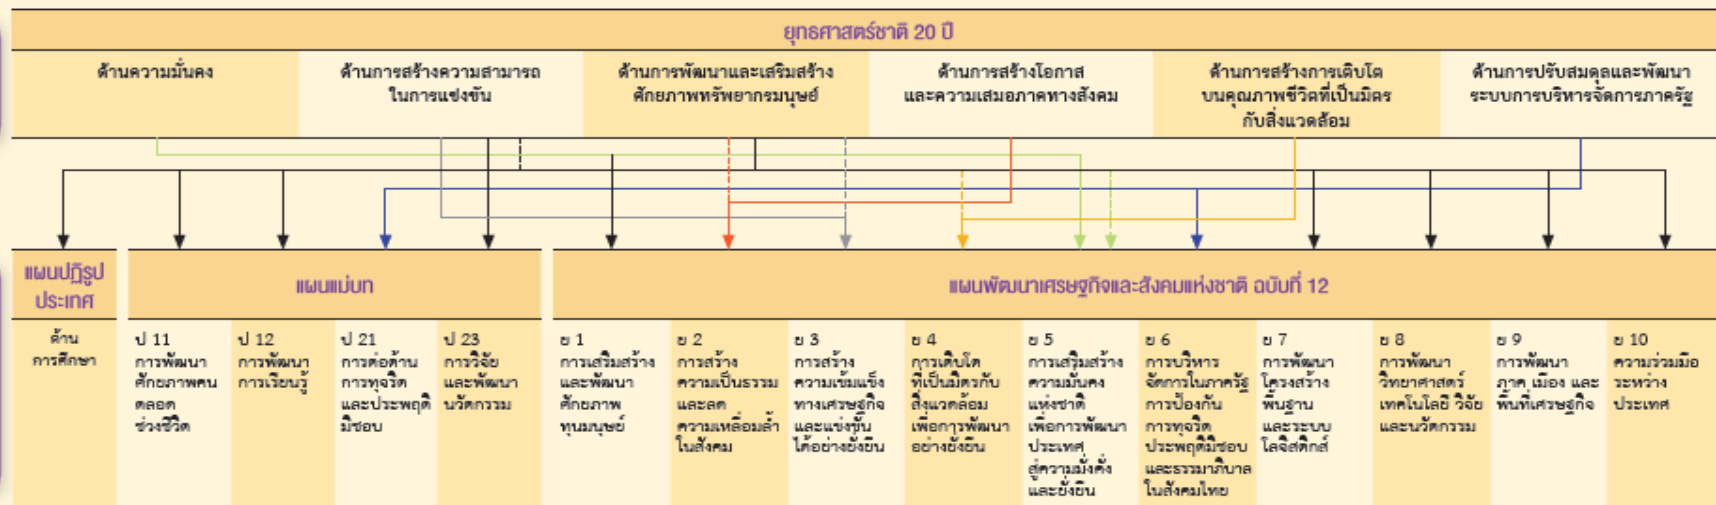 ยุทธศาสตร์ชาติ 20 ปี
ด้านความมั่นคง
ด้านการสร้างความสามารถ
ในการแข่งขัน
ด้านการพัฒนาและเสริมสร้าง
ศักยภาพทรัพยากรมนุษย์
ด้านการสร้างโอกาส
และความเสมอภาคทางสังคม
ด้านการสร้างการเติบโต
บนคุณภาพชีวิตที่เป็นมิตร
กับสิ่งแวดล้อม
ด้านการปรับสมดุลและพัฒนา
ระบบการบริหารจัดการภาครัฐ
แผนปฏิรูป
ประเทศ
แผนแม่บท
แผนพัฒนาเศรษฐกิจและสังคมแห่งชาติ ฉบับที่ 12
ด้าน
การศึกษา
ป 11
การพัฒนา
ศักยภาพคน
ตลอด
ช่วงชีวิต
ป 12
การพัฒนา
การเรียนรู้
ป 21
การต่อต้าน
การทุจริต
และประพฤติ
มิชอบ
ป 23
การวิจัย
และพัฒนา
นวัตกรรม
ย 1
การเสริมสร้าง
และพัฒนา
ศักยภาพ
ทุนมนุษย์
ย 2
การสร้าง
ความเป็นธรรม
และลด
ความเหลื่อมล้ำ
ในสังคม
ย 3
การสร้าง
ความเข้มแข็ง
ทางเศรษฐกิจ
และแข่งขัน
ได้อย่างยั่งยืน
ย 4
การเติบโต
ที่เป็นมิตรกับ
สิ่งแวดล้อม
เพื่อการพัฒนา
อย่างยั่งยืน
ย 5
การเสริมสร้าง
ความมั่นคง
แห่งชาติ
เพื่อการพัฒนา
ประเทศ
สู่ความมั่งคั่ง
และยั่งยืน
ย 6
การบริหาร
จัดการในภาครัฐ
การป้องกัน
การทุจริต
ประพฤติมิชอบ
และธรรมาภิบาล
ในสังคมไทย
ย 7
การพัฒนา
โครงสร้าง
พื้นฐาน
และระบบ
โลจิสติกส์
ย 8
การพัฒนา
วิทยาศาสตร์
เทคโนโลยี วิจัย
และนวัตกรรม
ย 9
การพัฒนา
ภาค เมือง และ
พื้นที่เศรษฐกิจ
ย 10
ความร่วมมือ
ระหว่าง
ประเทศ